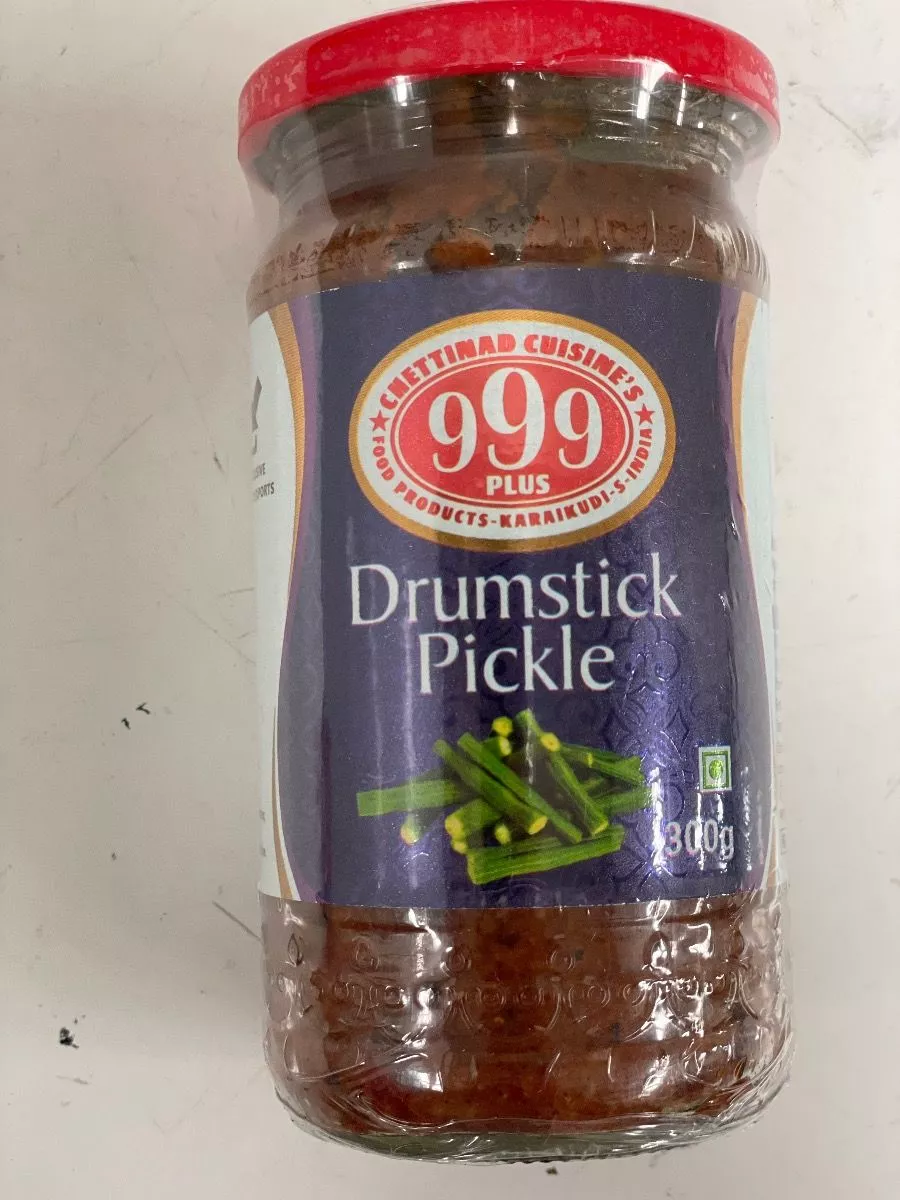 CHETTINAD CUISINE'S
999
PLUS
FOOD PRODUCTS-KARAIKUDI-S-INDIA
Drumstick
Pickle
300g